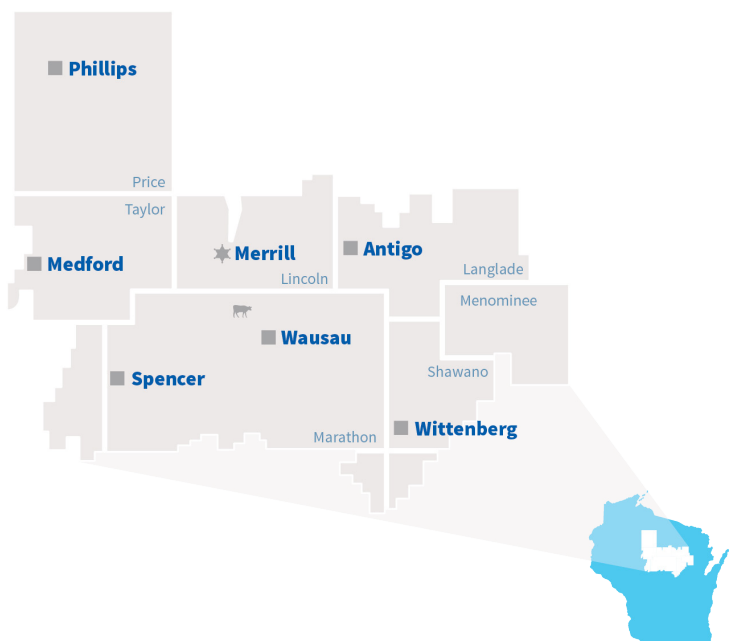 Phillips
Price
Taylor
Merrill
Antigo
Medford
Langlade
Lincoln
Menominee
Wausau
Shawano
Spencer
Wittenberg
Marathon